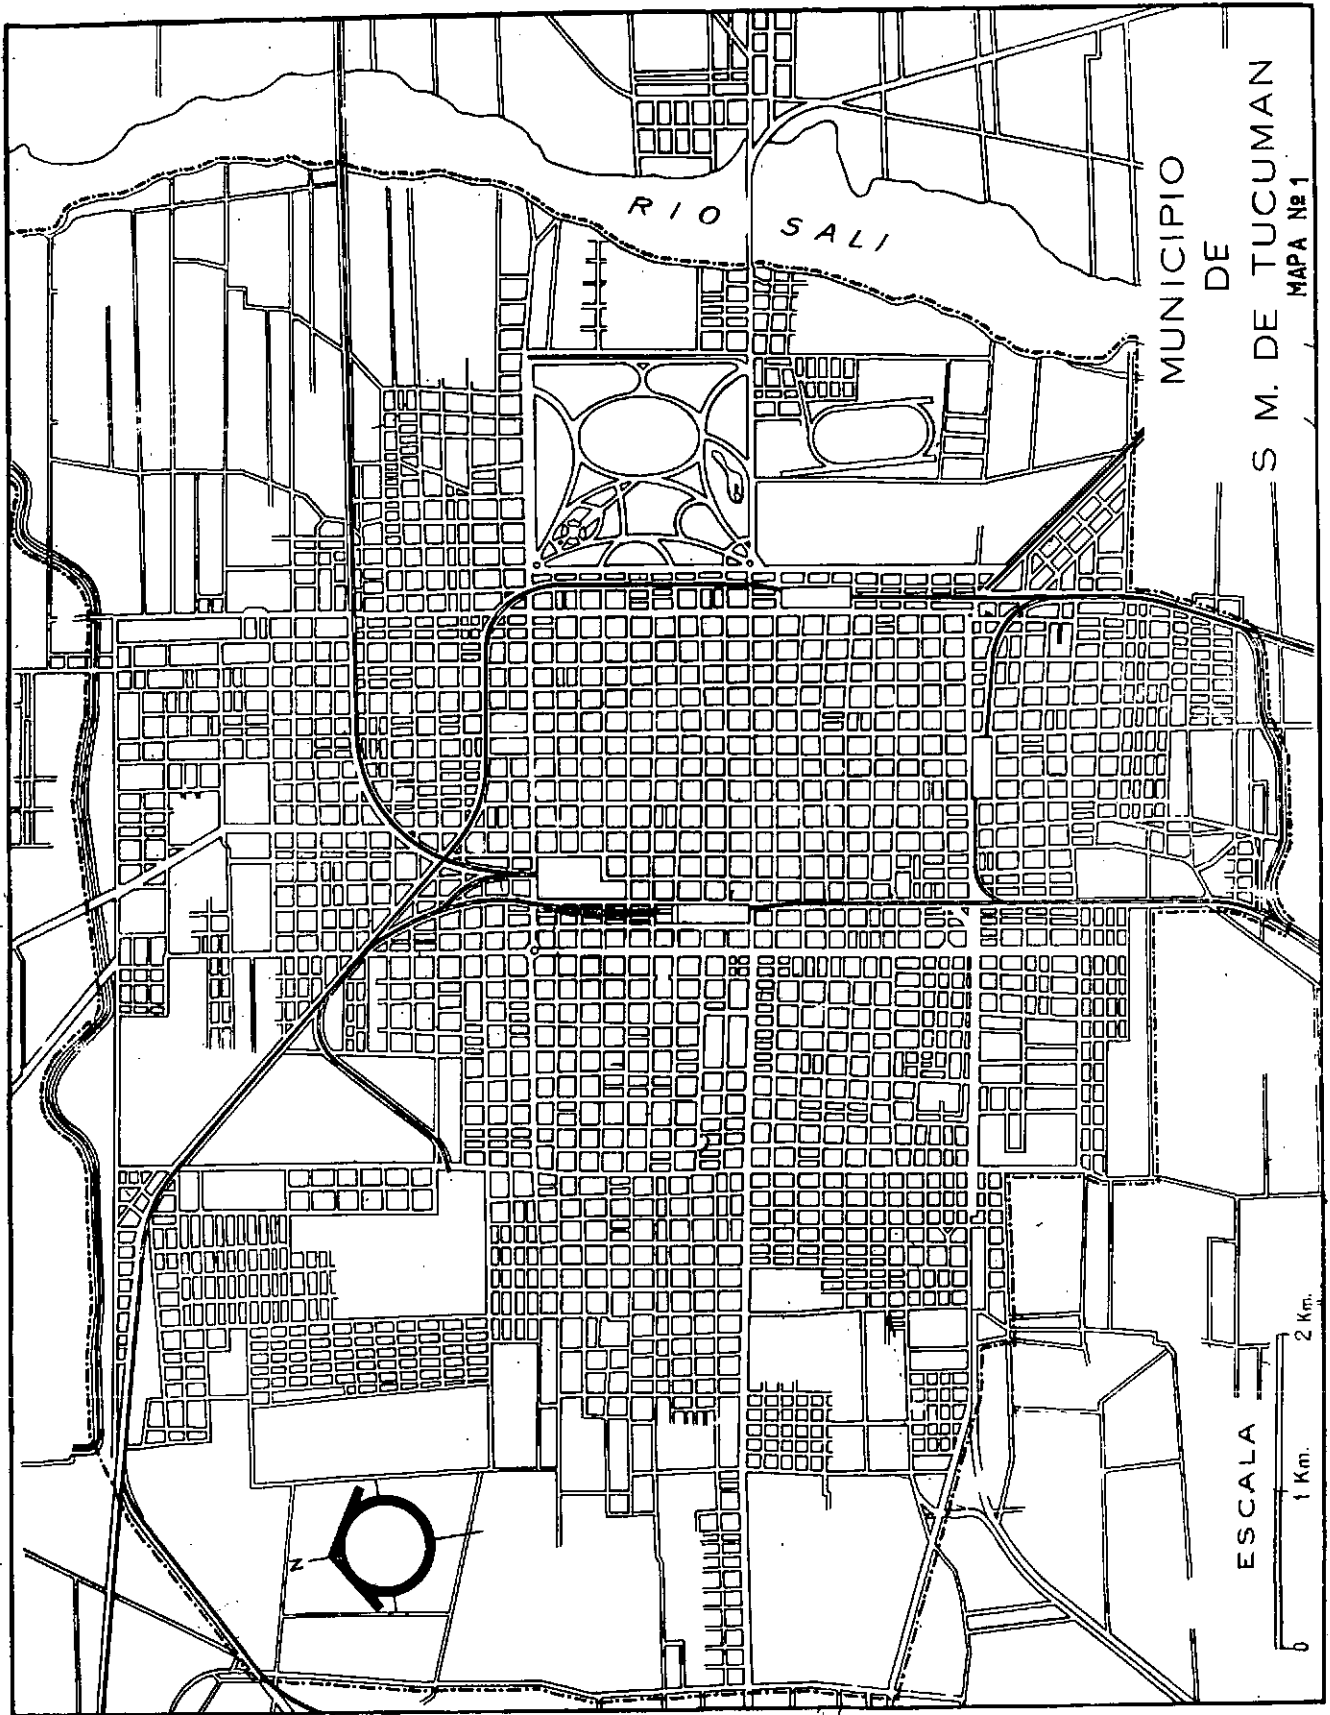 RIO SALI
MUNICIPIO
DE
S M. DE TUCUMAN
MAPA Nº 1
N
ESCALA
0 1 Km. 2 Km.